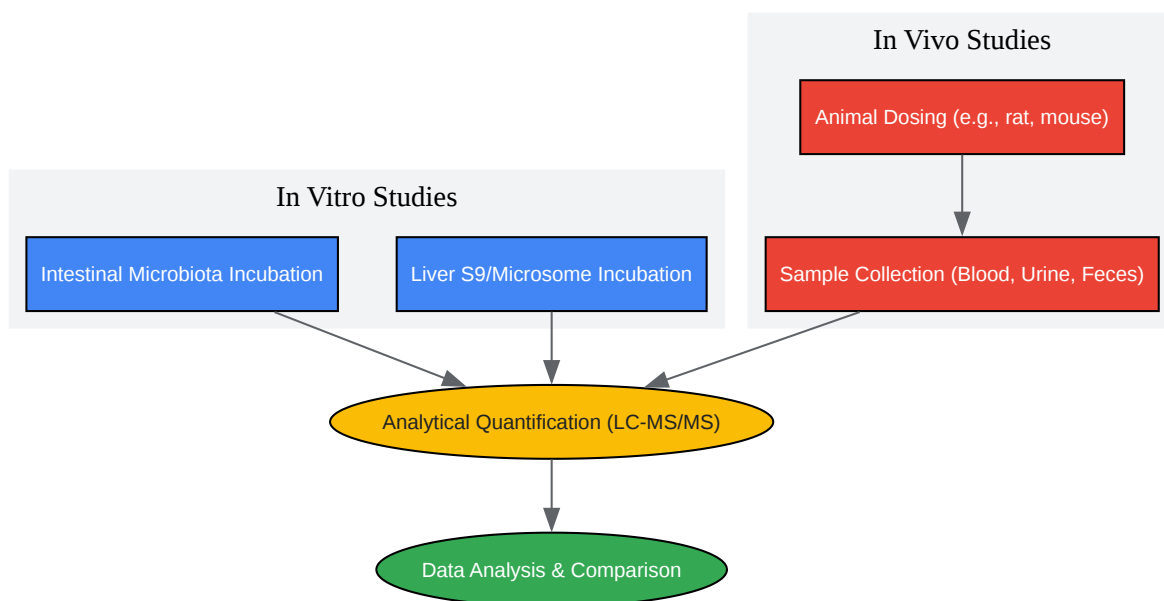 In Vivo Studies
Animal Dosing (e.g., rat, mouse)
In Vitro Studies
Intestinal Microbiota Incubation
Liver S9/Microsome Incubation
Sample Collection (Blood, Urine, Feces)
Analytical Quantification (LC-MS/MS)
Data Analysis & Comparison